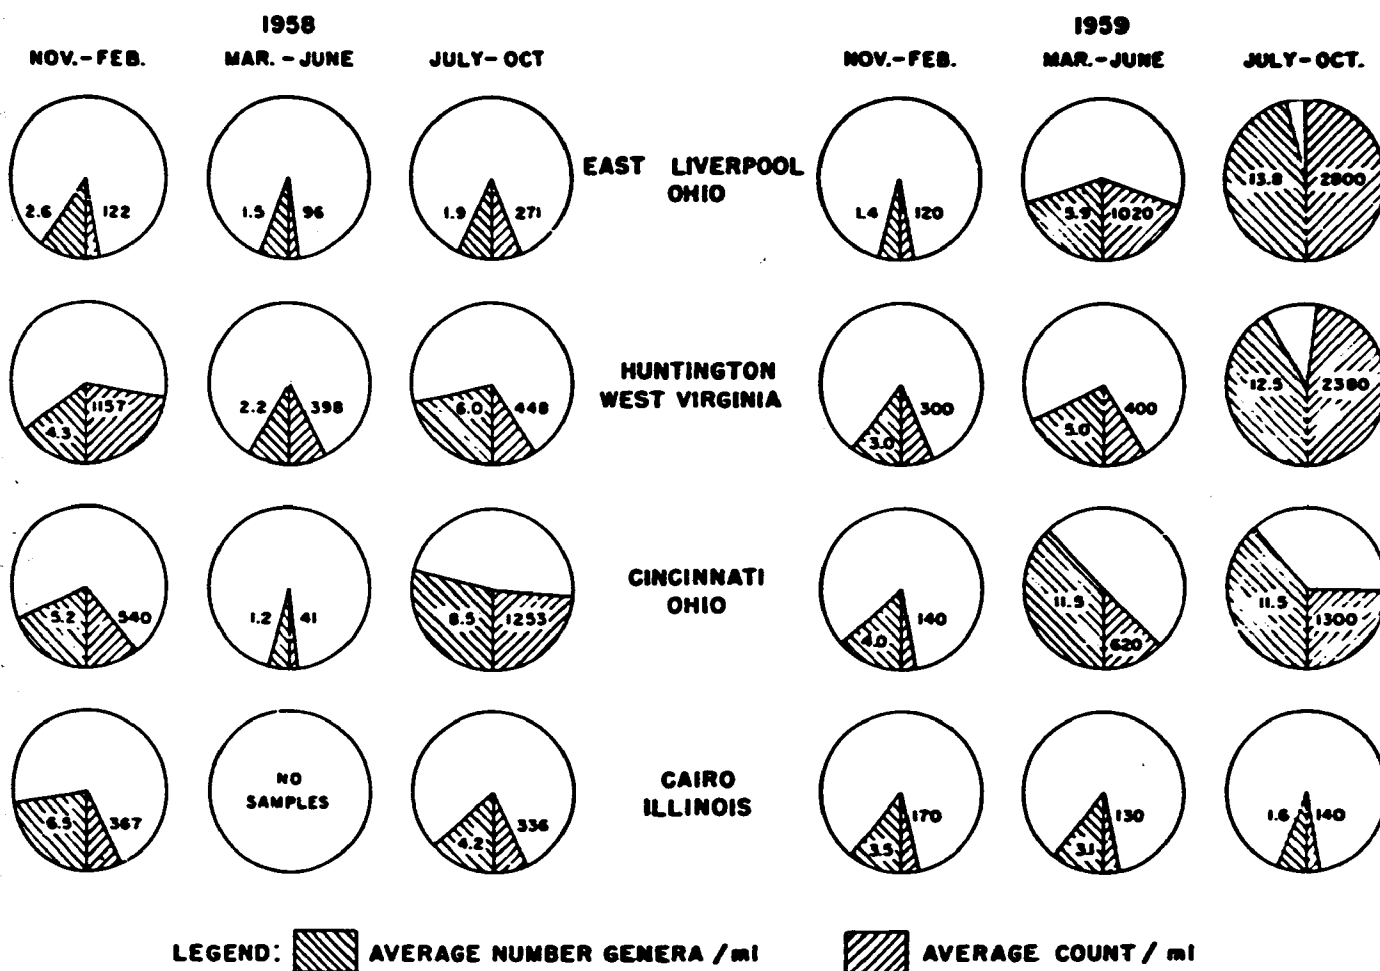 1958
1959
NOV.-FEB. MAR.-JUNE JULY-OCT
NOV.-FEB. MAR.-JUNE JULY-OCT.
EAST LIVERPOOL
OHIO
2.6 122 1.5 96 1.9 271
1.4 120 5.9 1020 13.8 2800
HUNTINGTON
WEST VIRGINIA
4.3 1157 2.2 398 6.0 448
3.0 300 5.0 400 12.5 2380
CINCINNATI
OHIO
5.2 540 1.2 41 8.5 1253
4.0 140 11.5 620 11.5 1300
CAIRO
ILLINOIS
6.5 367
NO
SAMPLES
4.2 336
3.5 170 3.1 130 1.6 140
LEGEND: AVERAGE NUMBER GENERA / ml AVERAGE COUNT / ml